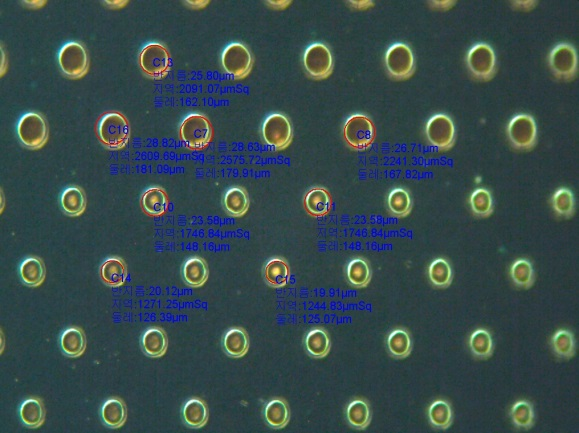 C13
반지름:25.80µm
지역:2091.07µmSq
둘레:162.10µm
C16
반지름:28.82µm
지역:2609.69µmSq
둘레:181.09µm
C7
반지름:28.63µm
지역:2575.72µmSq
둘레:179.91µm
C8
반지름:26.71µm
지역:2241.30µmSq
둘레:167.82µm
C10
반지름:23.58µm
지역:1746.84µmSq
둘레:148.16µm
C11
반지름:23.58µm
지역:1746.84µmSq
둘레:148.16µm
C14
반지름:20.12µm
지역:1271.25µmSq
둘레:126.39µm
C15
반지름:19.91µm
지역:1244.83µmSq
둘레:125.07µm